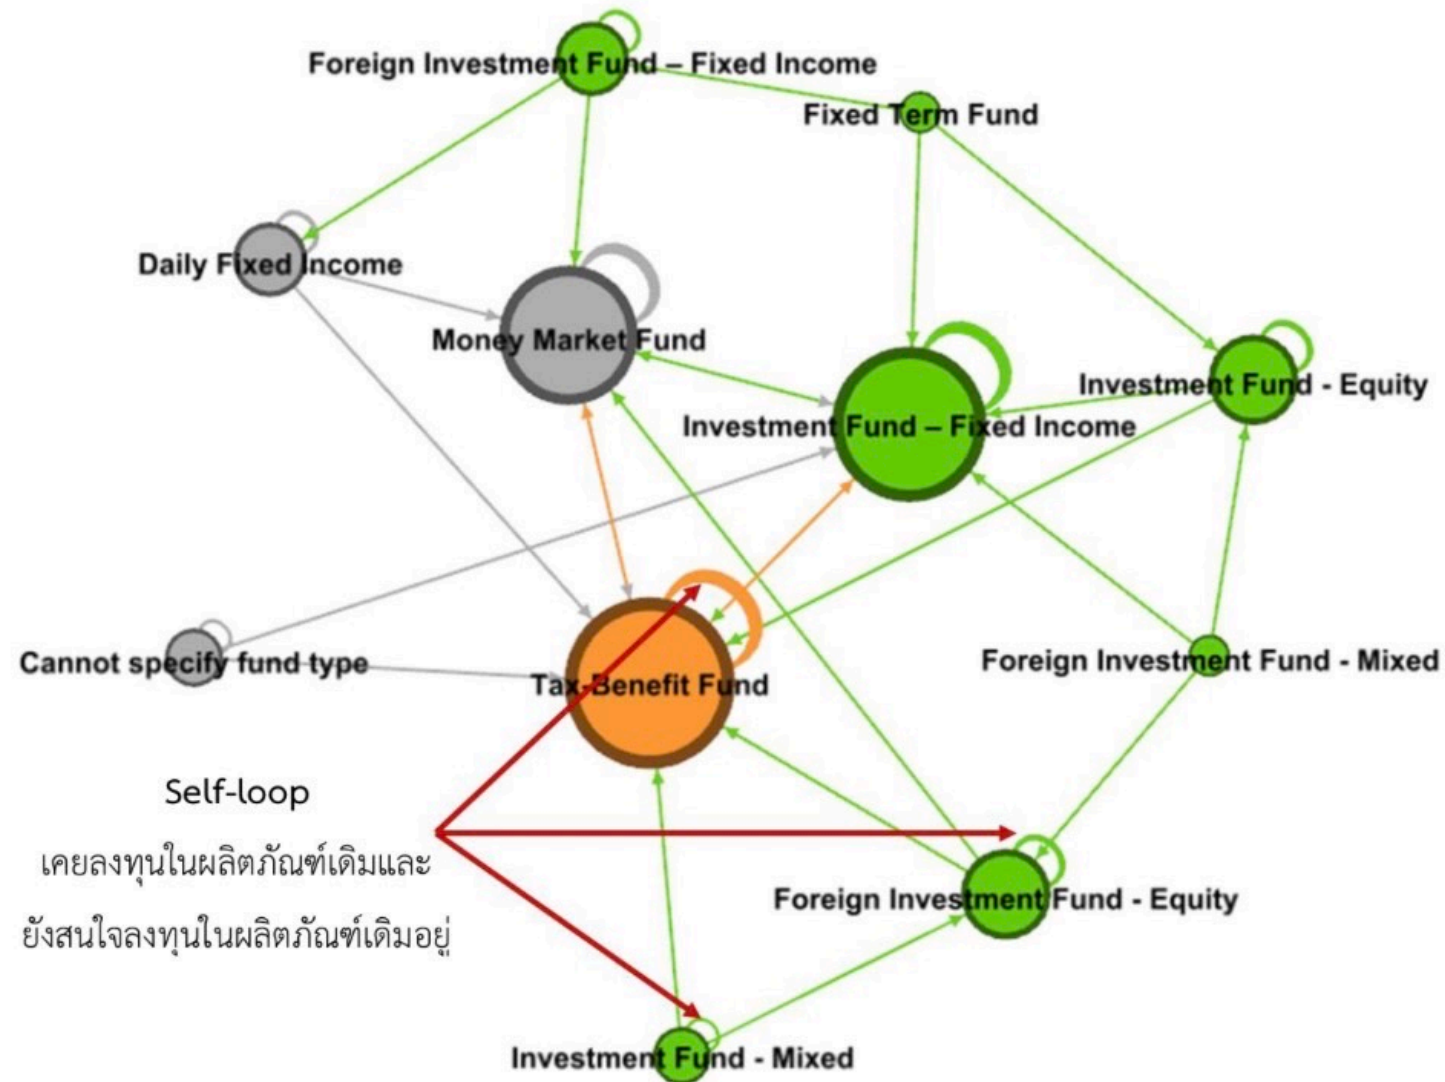 Foreign Investment Fund – Fixed Income
Fixed Term Fund
Daily Fixed Income
Money Market Fund
Investment Fund - Equity
Investment Fund – Fixed Income
Cannot specify fund type
Foreign Investment Fund - Mixed
Tax-Benefit Fund
Self-loop
เคยลงทุนในผลิตภัณฑ์เดิมและ
ยังสนใจลงทุนในผลิตภัณฑ์เดิมอยู่
Foreign Investment Fund - Equity
Investment Fund - Mixed